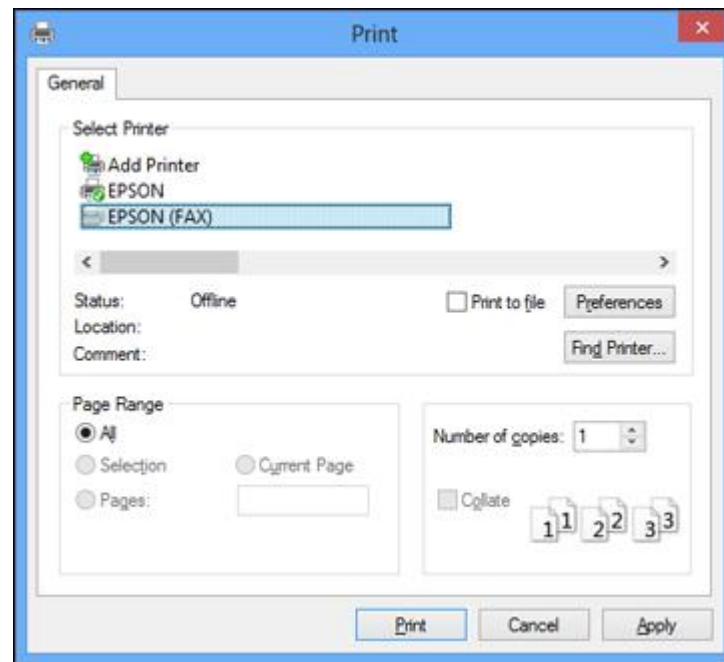 Print
General
Select Printer
Add Printer
EPSON
EPSON (FAX)
Status: Offline
Print to file
Preferences
Location:
Comment:
Find Printer...
Page Range
All
Selection
Current Page
Pages:
Number of copies: 1
Collate
1 1 2 2 3 3
Print
Cancel
Apply